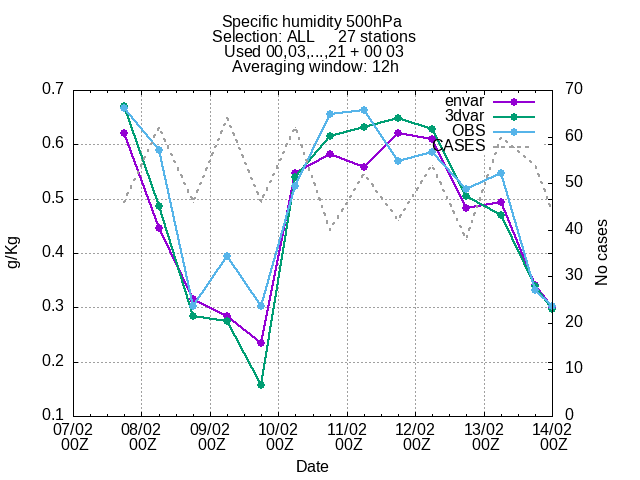 Specific humidity 500hPa
Selection: ALL 27 stations
Used 00,03,...,21 + 00 03
Averaging window: 12h
0.7
0.6
0.5
0.4
0.3
0.2
0.1
g/Kg
70
60
50
40
30
20
10
0
No cases
envar
3dvar
OBS
CASES
07/02 08/02 09/02 10/02 11/02 12/02 13/02 14/02
00Z 00Z 00Z 00Z 00Z 00Z 00Z 00Z
Date